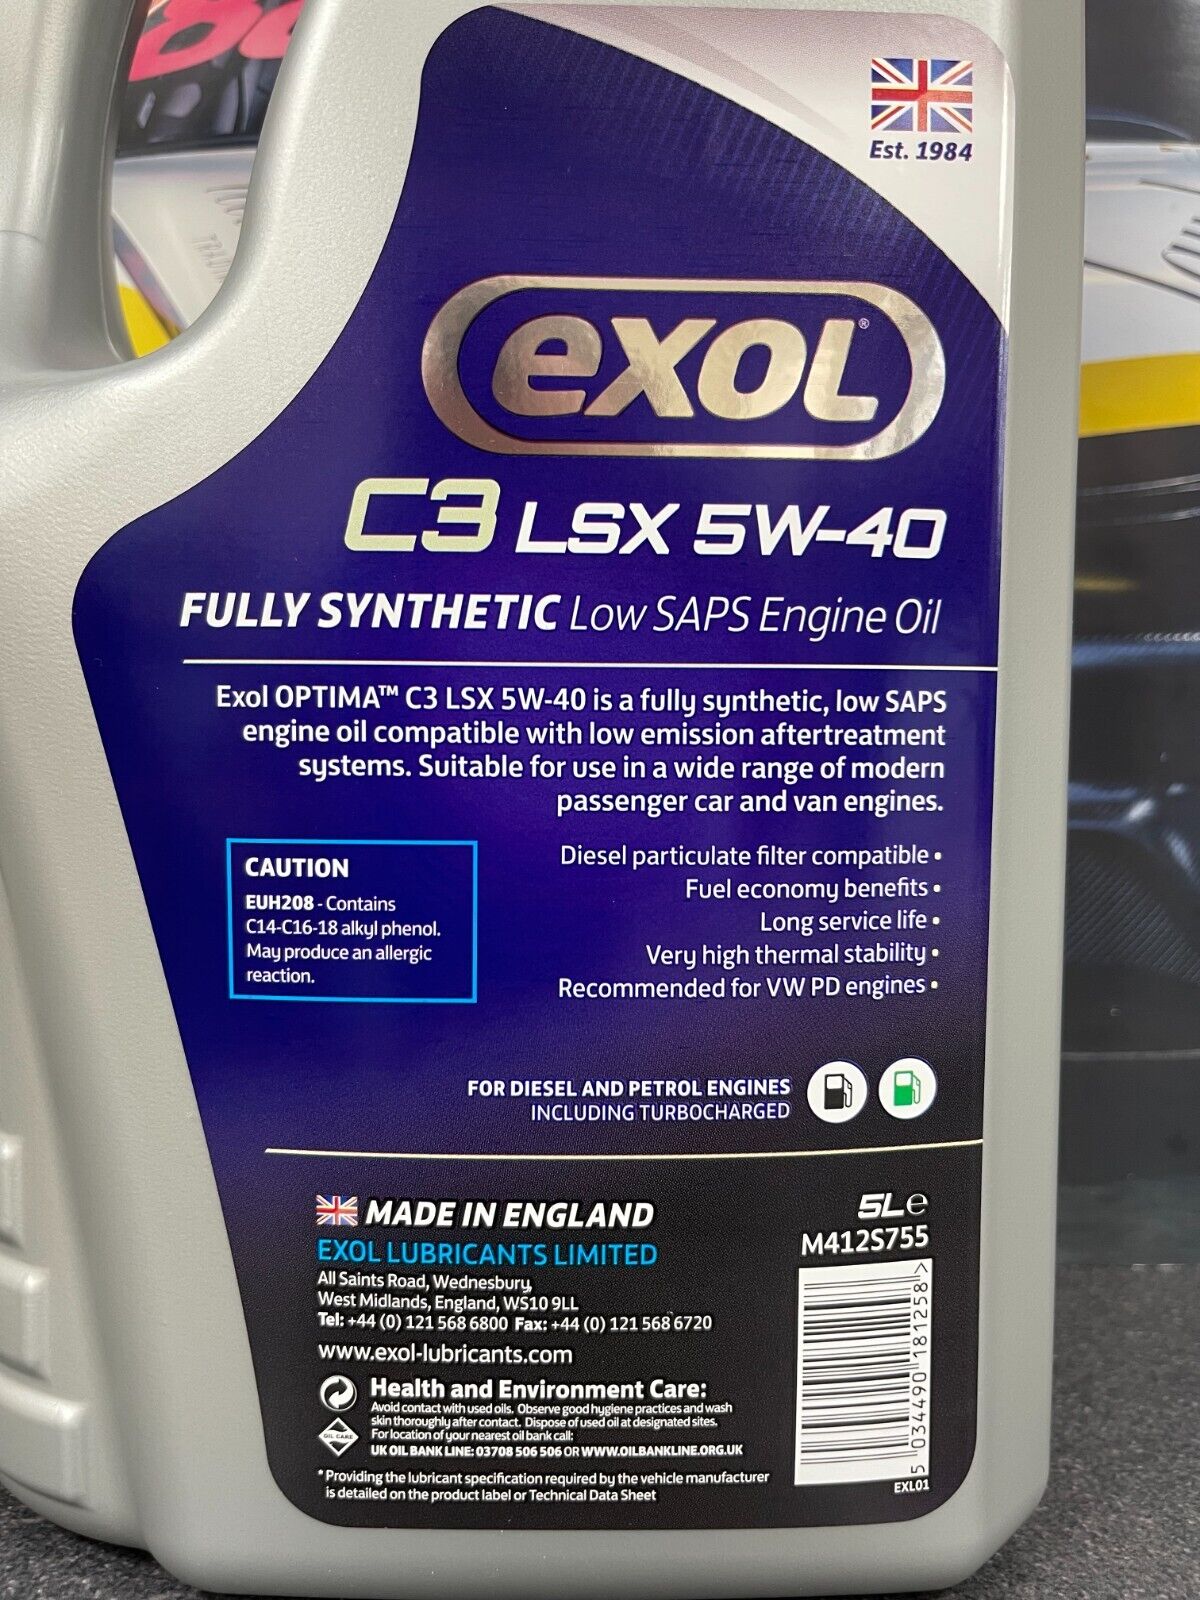 Est. 1984
exol®
C3 LSX 5W-40
FULLY SYNTHETIC Low SAPS Engine Oil
Exol OPTIMA™ C3 LSX 5W-40 is a fully synthetic, low SAPS
engine oil compatible with low emission aftertreatment
systems. Suitable for use in a wide range of modern
passenger car and van engines.
CAUTION
EUH208 - Contains
C14-C16-18 alkyl phenol.
May produce an allergic
reaction.
Diesel particulate filter compatible •
Fuel economy benefits •
Long service life •
Very high thermal stability •
Recommended for VW PD engines •
FOR DIESEL AND PETROL ENGINES
INCLUDING TURBOCHARGED
MADE IN ENGLAND
EXOL LUBRICANTS LIMITED
All Saints Road, Wednesbury,
West Midlands, England, WS10 9LL
Tel: +44 (0) 121 568 6800 Fax: +44 (0) 121 568 6720
www.exol-lubricants.com
OIL CARE
Health and Environment Care:
Avoid contact with used oils. Observe good hygiene practices and wash
skin thoroughly after contact. Dispose of used oil at designated sites.
For location of your nearest oil bank call:
UK OIL BANK LINE: 03708 506 506 OR WWW.OILBANKLINE.ORG.UK
*Providing the lubricant specification required by the vehicle manufacturer
is detailed on the product label or Technical Data Sheet
5L e
M412S755
5 034490 181258 >
EXL01